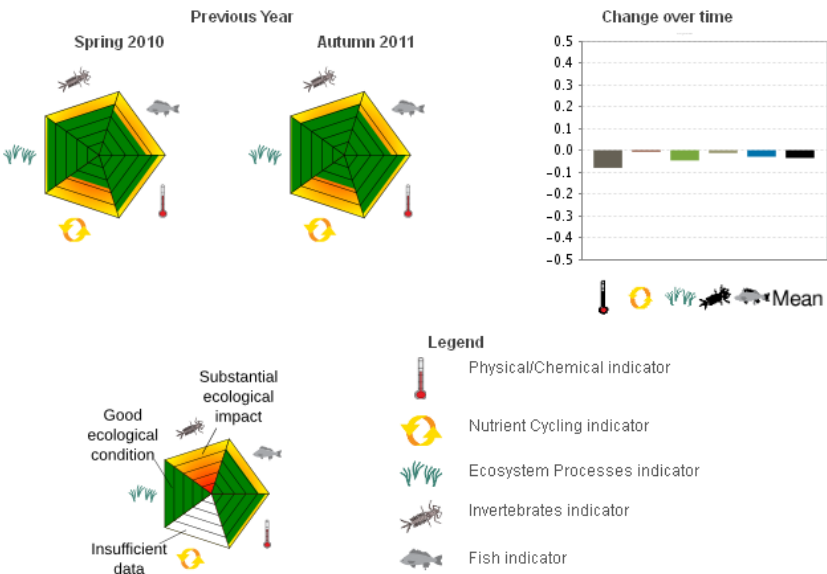 Previous Year
Spring 2010
Autumn 2011
Change over time
0.5
0.4
0.3
0.2
0.1
0.0
-0.1
-0.2
-0.3
-0.4
-0.5
Mean
Legend
Substantial
ecological
impact
Good
ecological
condition
Insufficient
data
Physical/Chemical indicator
Nutrient Cycling indicator
Ecosystem Processes indicator
Invertebrates indicator
Fish indicator